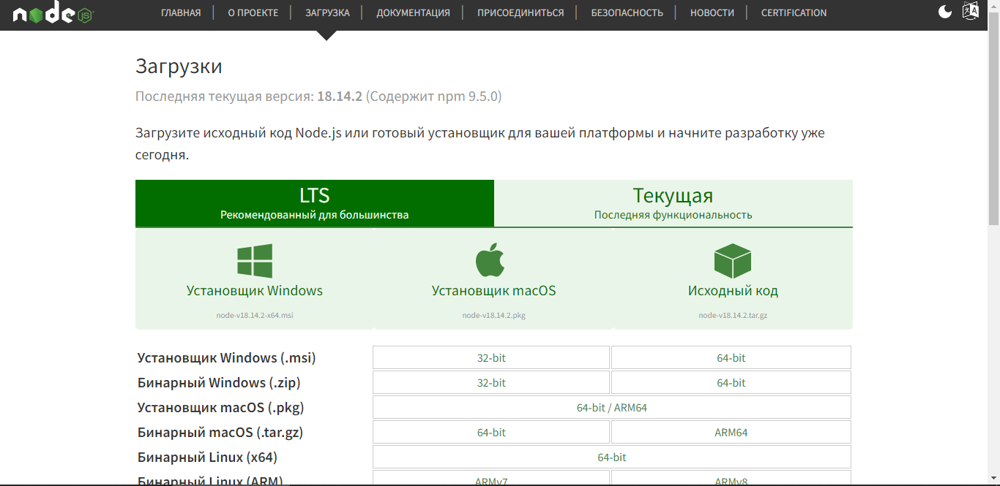 node JS
ГЛАВНАЯ | О ПРОЕКТЕ | ЗАГРУЗКА | ДОКУМЕНТАЦИЯ | ПРИСОЕДИНИТЬСЯ | БЕЗОПАСНОСТЬ | НОВОСТИ | CERTIFICATION
Загрузки
Последняя текущая версия: 18.14.2 (Содержит npm 9.5.0)
Загрузите исходный код Node.js или готовый установщик для вашей платформы и начните разработку уже
сегодня.
LTS
Рекомендованный для большинства
Текущая
Последняя функциональность
Установщик Windows
node-v18.14.2-x64.msi
Установщик macOS
node-v18.14.2.pkg
Исходный код
node-v18.14.2.tar.gz
Установщик Windows (.msi) 32-bit 64-bit
Бинарный Windows (.zip) 32-bit 64-bit
Установщик macOS (.pkg) 64-bit / ARM64
Бинарный macOS (.tar.gz) 64-bit ARM64
Бинарный Linux (x64) 64-bit
Бинарный Linux (ARM) ARMv7 ARMv8